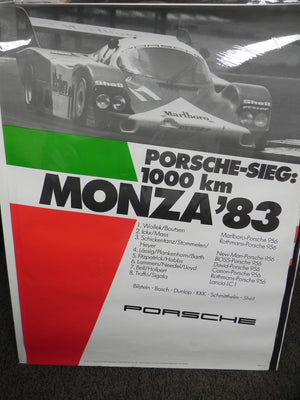 Shell
Marlboro
Shell
PORSCHE-SIEG:
1000 km
MONZA '83
1. Wollek/Boutsen Marlboro-Porsche 956
2. Ickx/Mass Rothmans-Porsche 956
3. Schickentanz/Stommelen/
Heyer New-Man-Porsche 956
4. Lässig/Plankenhorn/Barth BOSS-Porsche 956
5. Fitzpatrick/Hobbs David-Porsche 956
6. Lammers/Needell/Lloyd Canon-Porsche 956
7. Bell/Holbert Rothmans-Porsche 956
8. Truffo/Sigala Lancia LC 1
Bilstein · Bosch · Dunlop · KKK · Schmitthelm · Shell
PORSCHE